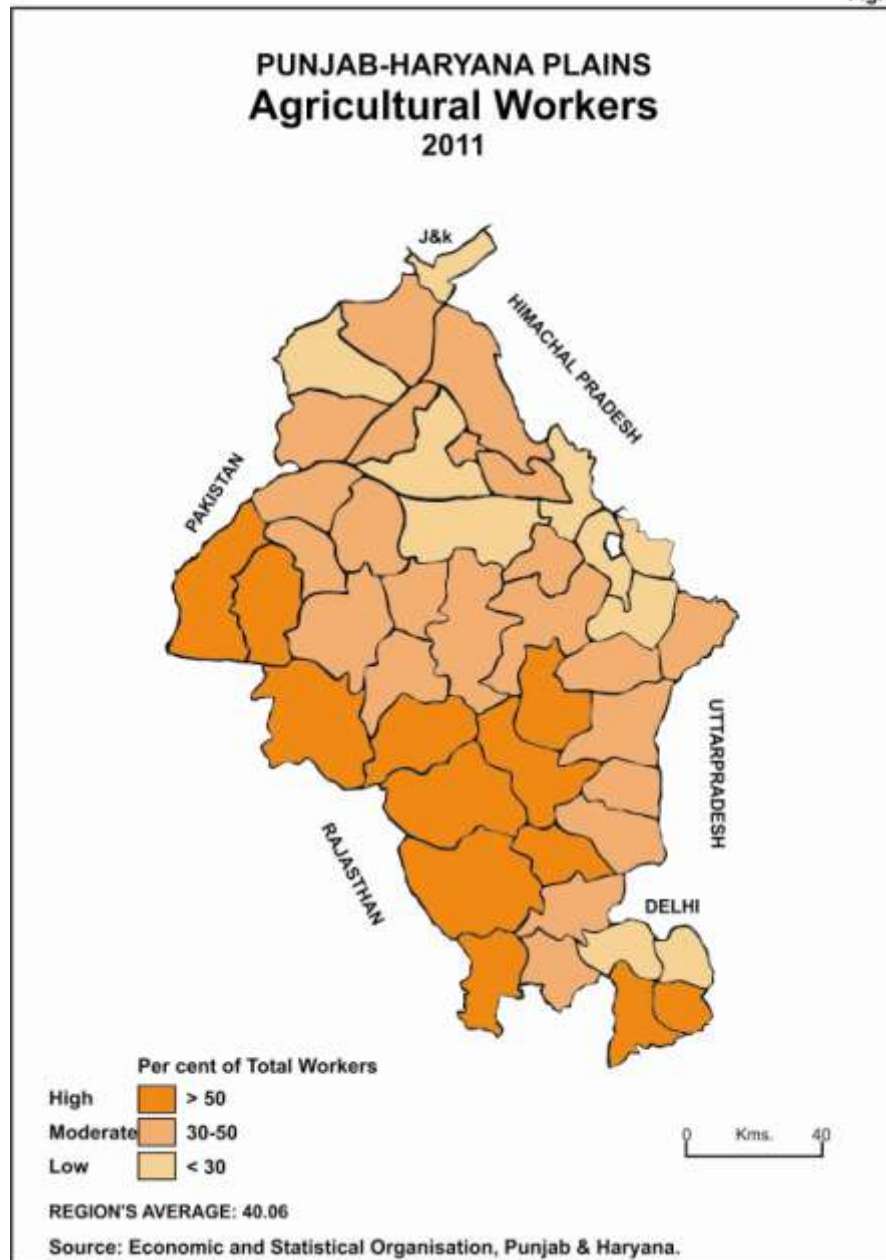 PUNJAB-HARYANA PLAINS
Agricultural Workers
2011
J&k
HIMACHAL PRADESH
PAKISTAN
UTTARPRADESH
RAJASTHAN
DELHI
Per cent of Total Workers
High > 50
Moderate 30-50
Low < 30
0 Kms. 40
REGION'S AVERAGE: 40.06
Source: Economic and Statistical Organisation, Punjab & Haryana.